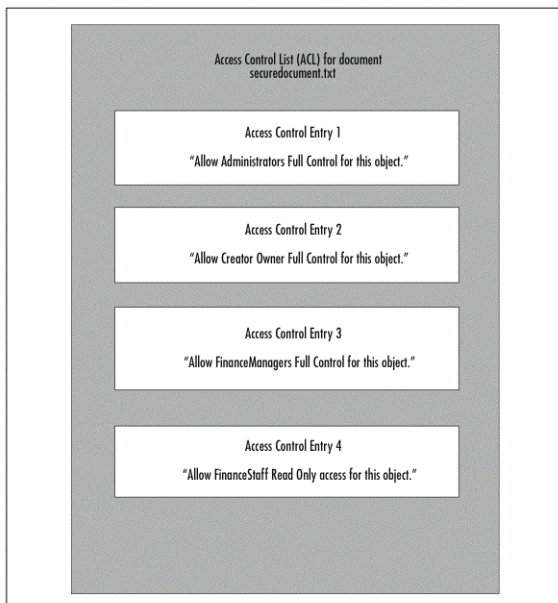 Access Control List (ACL) for document
securedocument.txt
Access Control Entry 1
“Allow Administrators Full Control for this object.”
Access Control Entry 2
“Allow Creator Owner Full Control for this object.”
Access Control Entry 3
“Allow FinanceManagers Full Control for this object.”
Access Control Entry 4
“Allow FinanceStaff Read Only access for this object.”